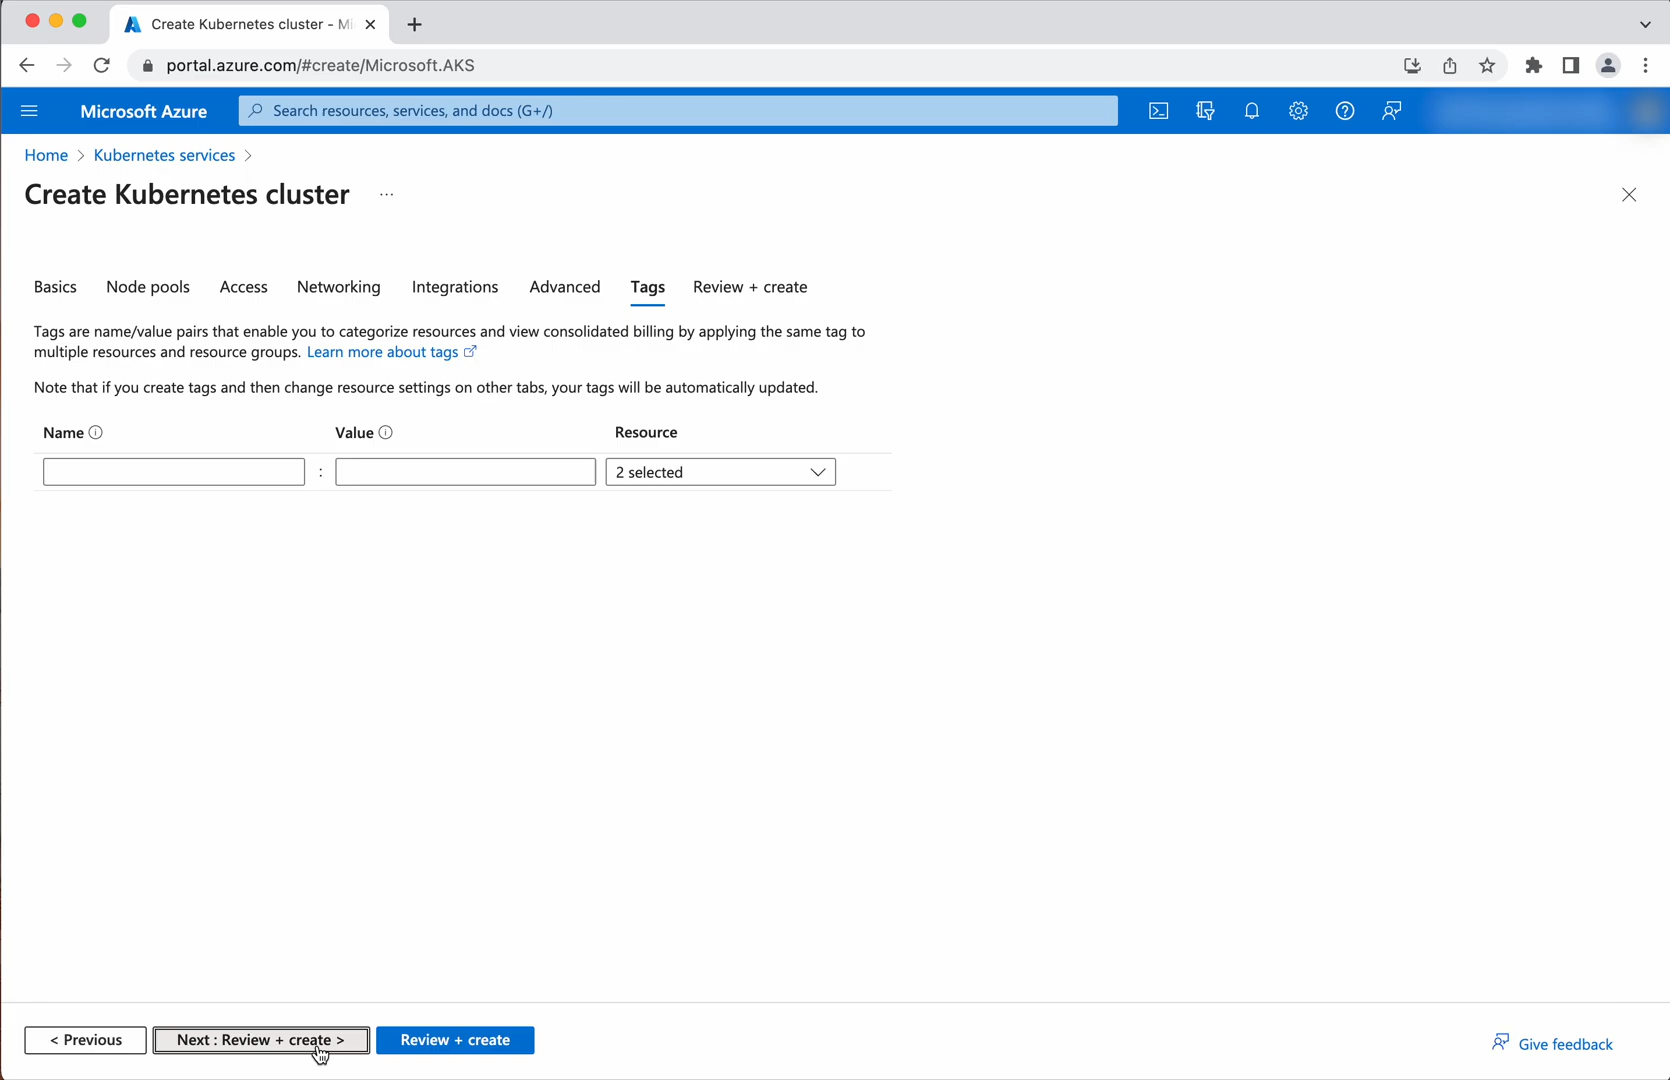 Create Kubernetes cluster - Mi
portal.azure.com/#create/Microsoft.AKS
Microsoft Azure
Search resources, services, and docs (G+/)
Home > Kubernetes services >
Create Kubernetes cluster ...
Basics Node pools Access Networking Integrations Advanced Tags Review + create
Tags are name/value pairs that enable you to categorize resources and view consolidated billing by applying the same tag to
multiple resources and resource groups. Learn more about tags
Note that if you create tags and then change resource settings on other tabs, your tags will be automatically updated.
Name Value Resource
: 2 selected
< Previous Next : Review + create > Review + create Give feedback